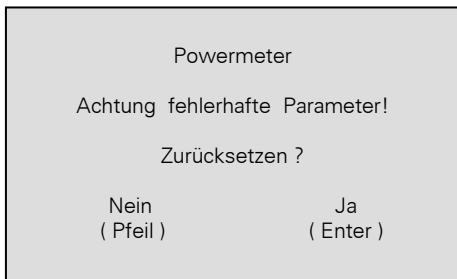 Powermeter
Achtung fehlerhafte Parameter!
Zurücksetzen ?
Nein Ja
( Pfeil ) ( Enter )